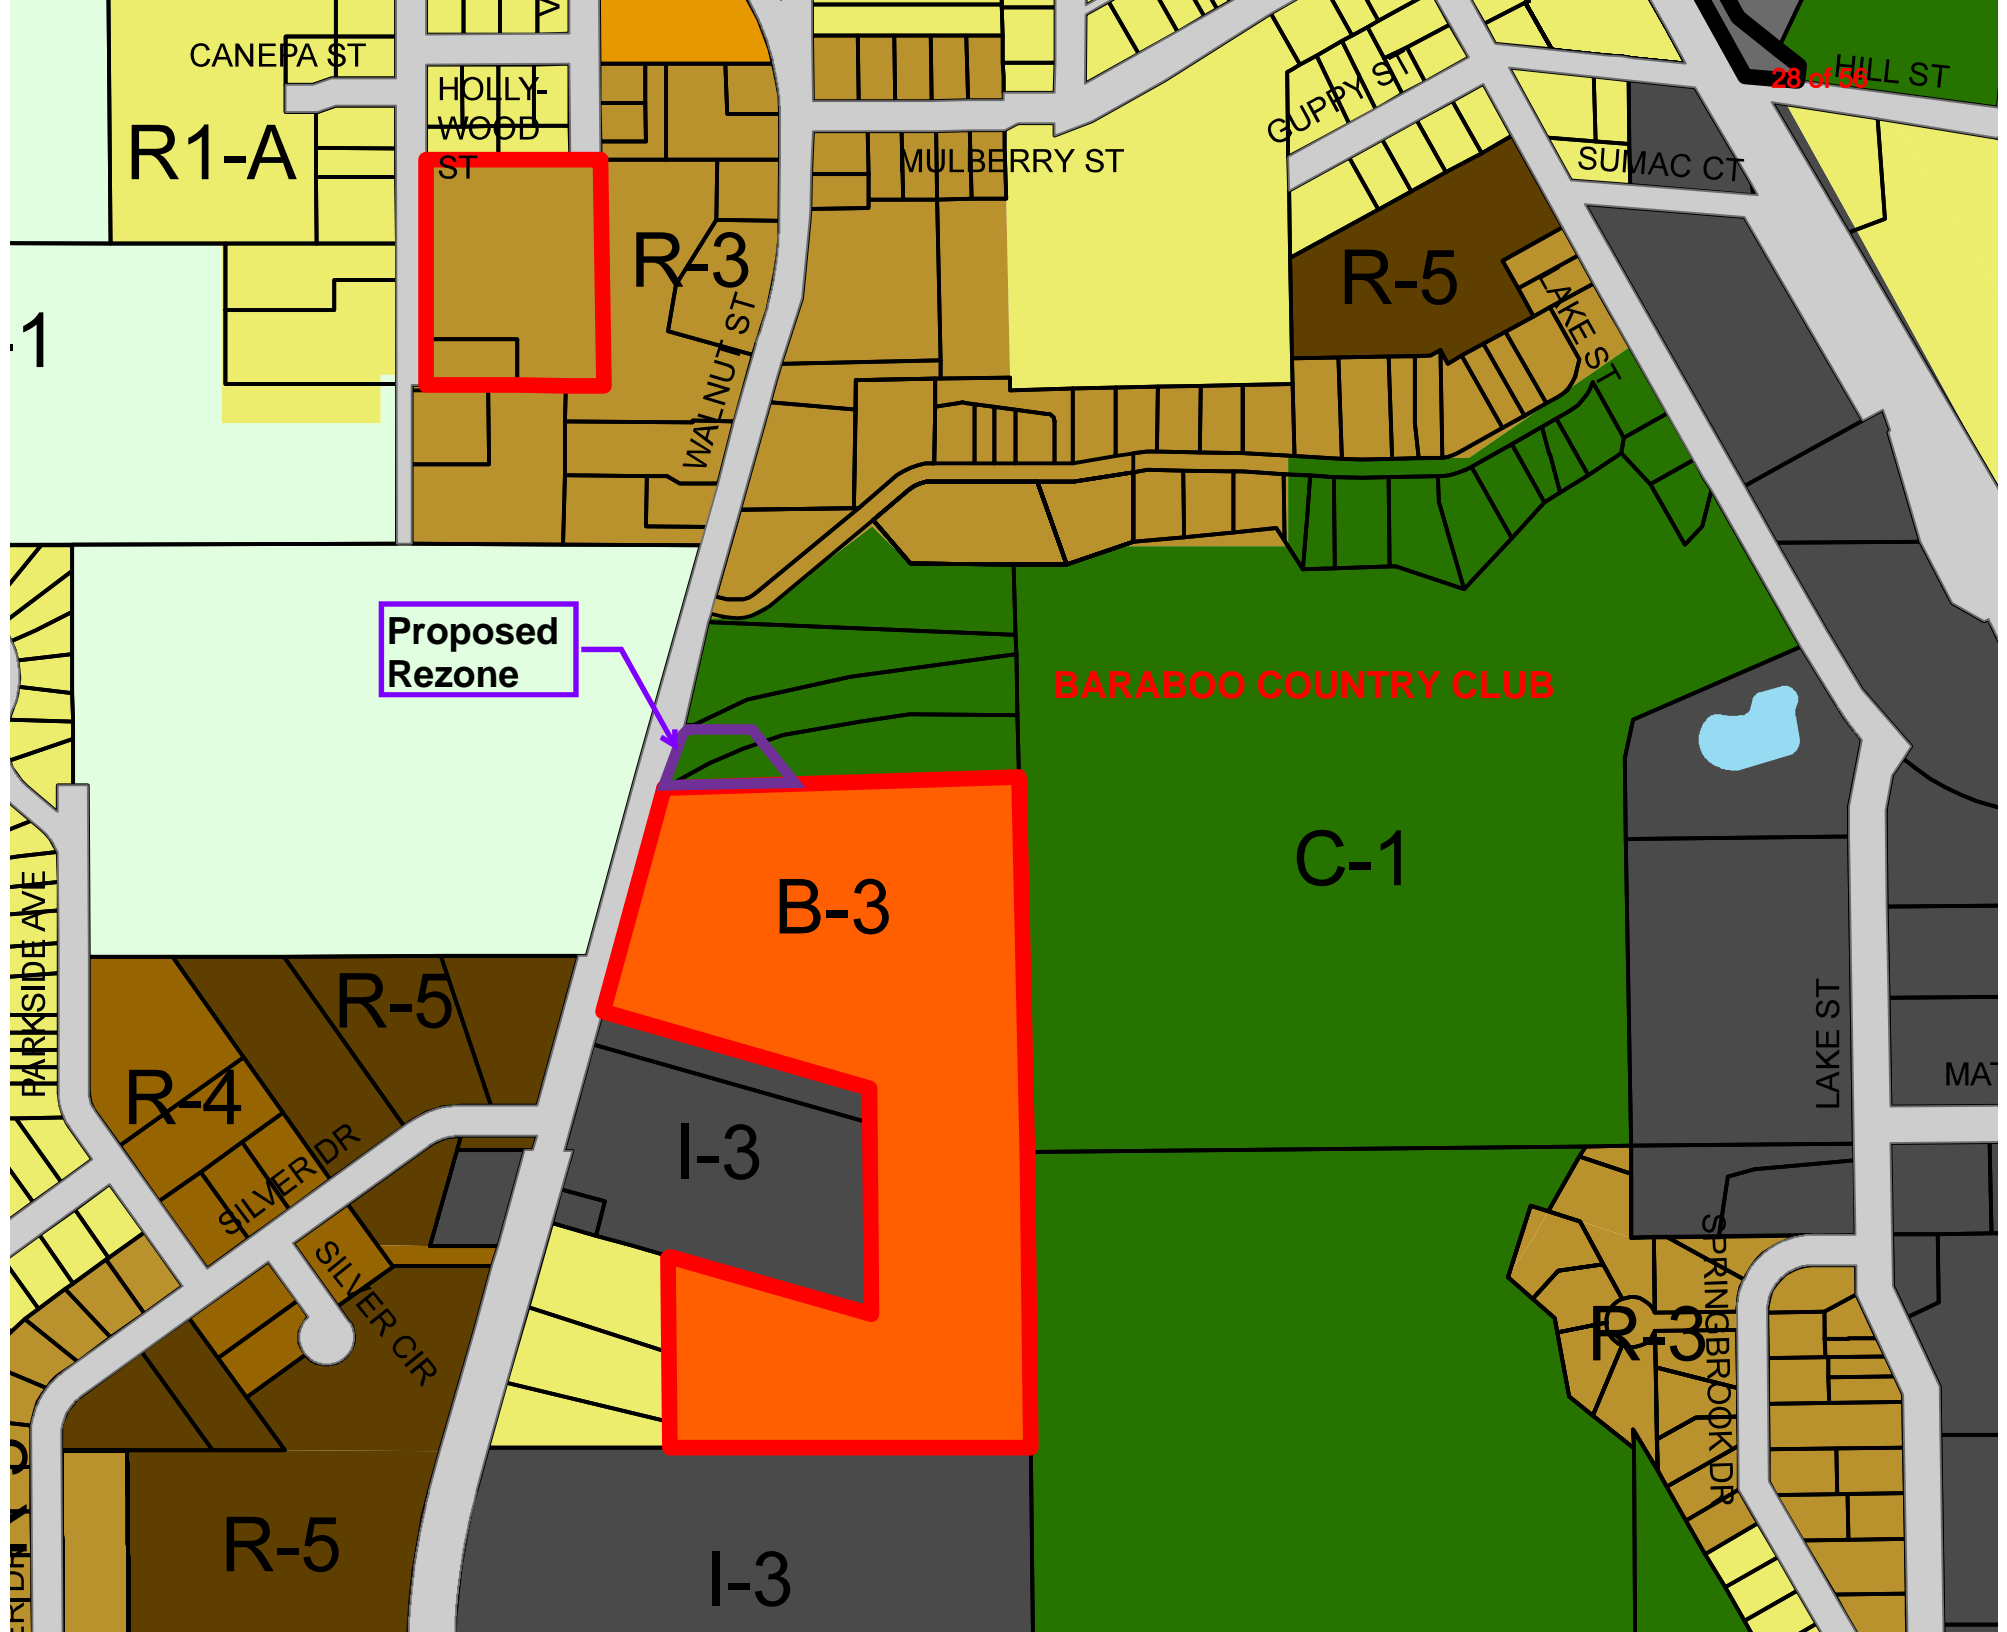 CANEPA ST
HOLLY-
WOOD
ST
R1-A
R-3
MULBERRY ST
GUPPY ST
28 of 56
HILL ST
SUMAC CT
-1
WALNUT ST
R-5
LAKE ST
Proposed
Rezone
BARABOO COUNTRY CLUB
B-3
C-1
PARKSIDE AVE
R-5
R-4
LAKE ST
MAT
I-3
SILVER DR
SILVER CIR
SPRINGBROOK DR
R-3
R-5
I-3